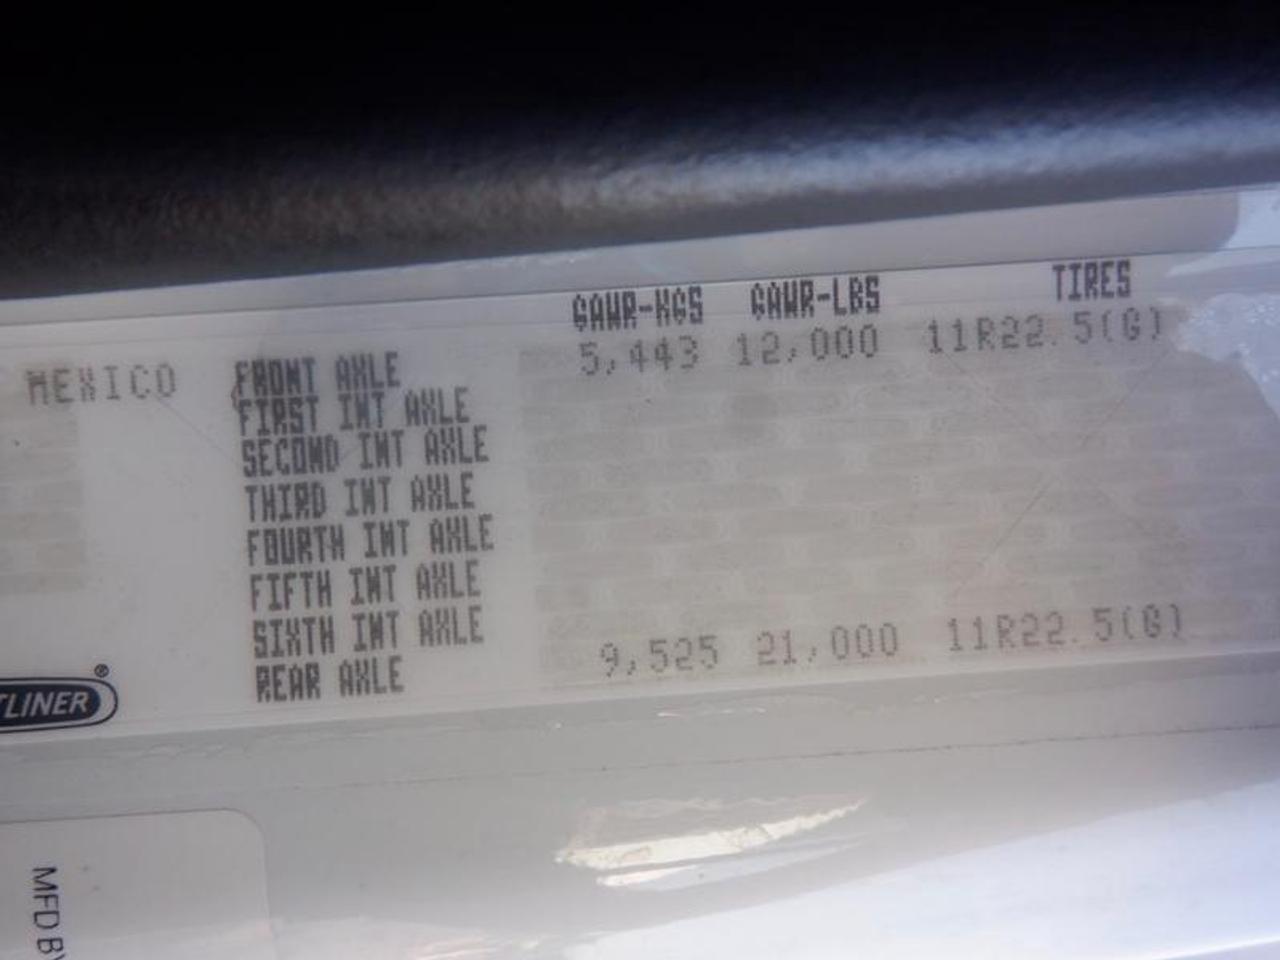 GAWR-KGS GAWR-LBS TIRES
MEXICO FRONT AXLE 5,443 12,000 11R22.5(G)
FIRST INT AXLE
SECOND INT AXLE
THIRD INT AXLE
FOURTH INT AXLE
FIFTH INT AXLE
SIXTH INT AXLE
REAR AXLE 9,525 21,000 11R22.5(G)
TLINER®
MFD BY